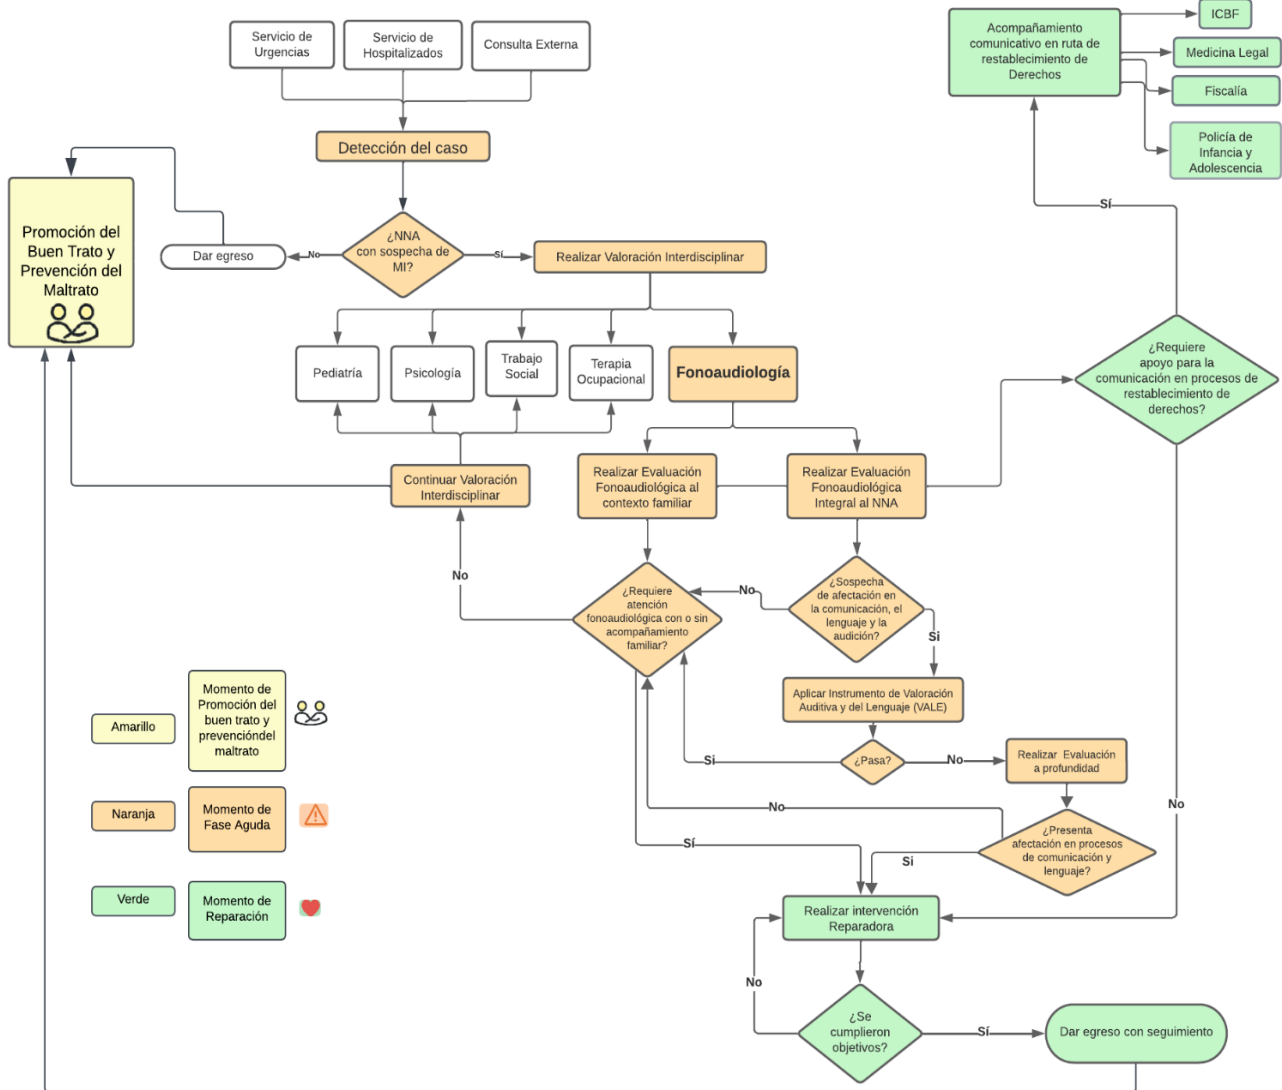 Servicio de
Urgencias
Servicio de
Hospitalizados
Consulta Externa
Acompañamiento
comunicativo en ruta de
restablecimiento de
Derechos
ICBF
Medicina Legal
Fiscalía
Policía de
Infancia y
Adolescencia
Detección del caso
Promoción del
Buen Trato y
Prevención del
Maltrato
Dar egreso
No
¿NNA
con sospecha de
MI?
Sí
Realizar Valoración Interdisciplinar
Sí
Pediatría
Psicología
Trabajo
Social
Terapia
Ocupacional
Fonoaudiología
¿Requiere
apoyo para la
comunicación en procesos de
restablecimiento de
derechos?
Continuar Valoración
Interdisciplinar
Realizar Evaluación
Fonoaudiológica al
contexto familiar
Realizar Evaluación
Fonoaudiológica
Integral al NNA
No
¿Requiere
atención
fonoaudiológica con o sin
acompañamiento
familiar?
No
¿Sospecha
de afectación en
la comunicación, el
lenguaje y la
audición?
Si
Aplicar Instrumento de Valoración
Auditiva y del Lenguaje (VALE)
Si
¿Pasa?
No
Realizar Evaluación
a profundidad
No
No
Sí
Si
¿Presenta
afectación en procesos
de comunicación y
lenguaje?
Amarillo
Momento de
Promoción del
buen trato y
prevencióndel
maltrato
Naranja
Momento de
Fase Aguda
Verde
Momento de
Reparación
Realizar intervención
Reparadora
No
¿Se
cumplieron
objetivos?
Sí
Dar egreso con seguimiento